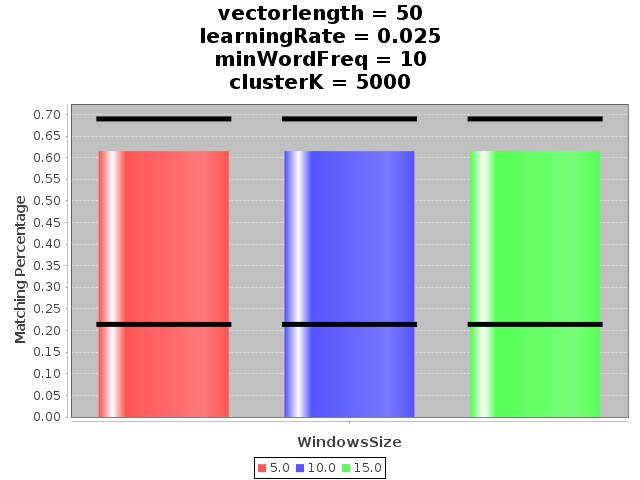 vectorlength = 50
learningRate = 0.025
minWordFreq = 10
clusterK = 5000
0.70
0.65
0.60
0.55
0.50
0.45
0.40
0.35
0.30
0.25
0.20
0.15
0.10
0.05
0.00
Matching Percentage
WindowsSize
5.0 10.0 15.0